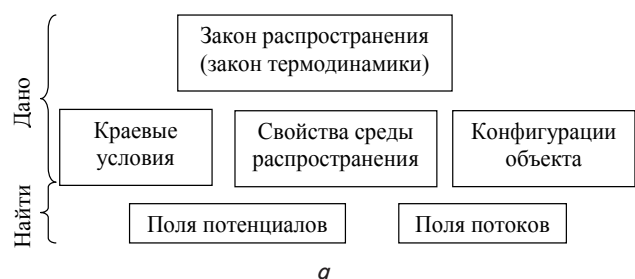 Закон распространения
(закон термодинамики)
Дано
Краевые
условия
Свойства среды
распространения
Конфигурации
объекта
Найти
Поля потенциалов
Поля потоков
а